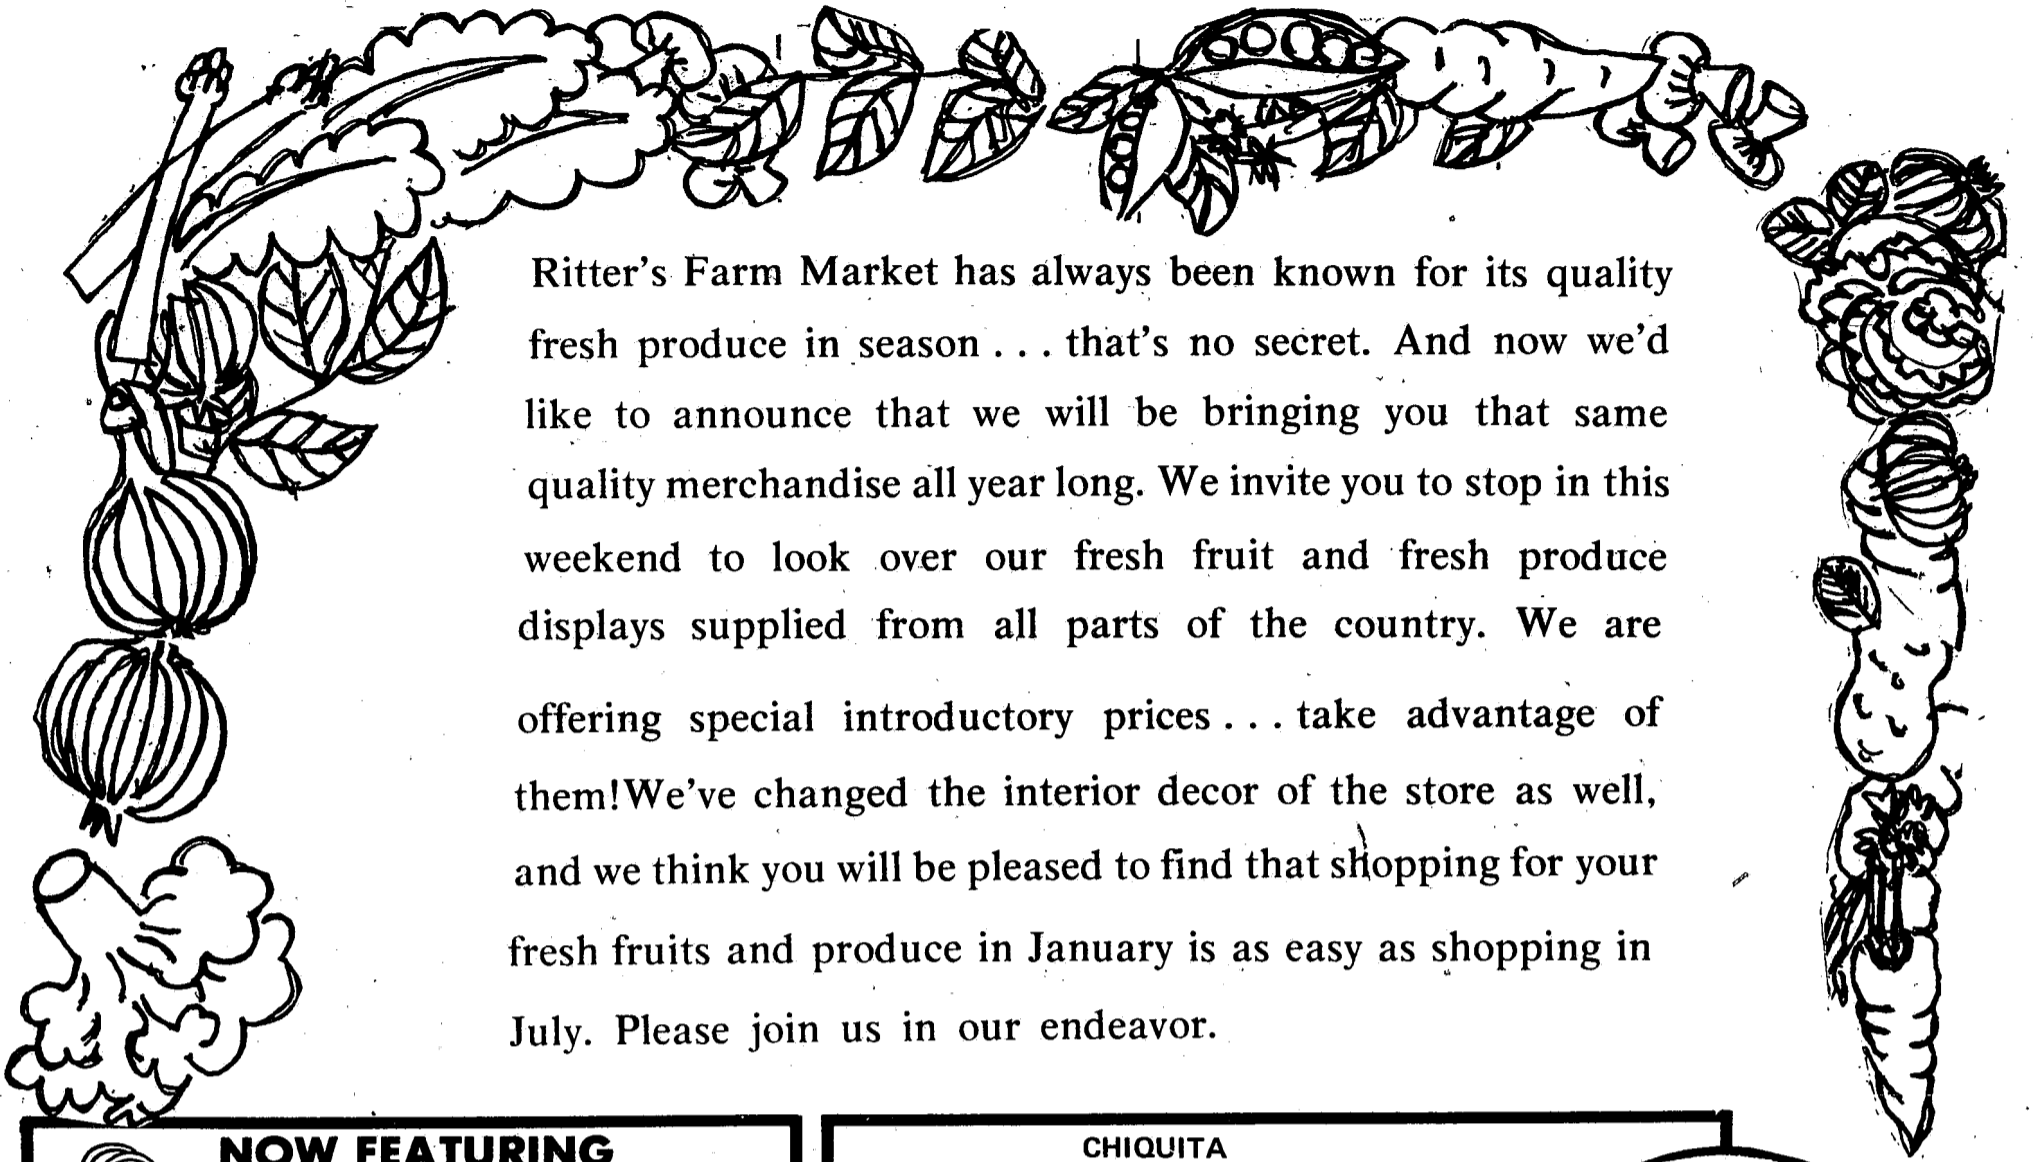 Ritter's Farm Market has always been known for its quality
fresh produce in season . . . that's no secret. And now we'd
like to announce that we will be bringing you that same
quality merchandise all year long. We invite you to stop in this
weekend to look over our fresh fruit and fresh produce
displays supplied from all parts of the country. We are
offering special introductory prices . . . take advantage of
them!We've changed the interior decor of the store as well,
and we think you will be pleased to find that shopping for your
fresh fruits and produce in January is as easy as shopping in
July. Please join us in our endeavor.
NOW FEATURING
CHIQUITA